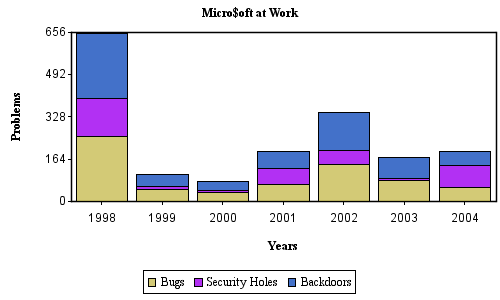 Micro$oft at Work
Problems
656
492
328
164
0
1998 1999 2000 2001 2002 2003 2004
Years
Bugs Security Holes Backdoors